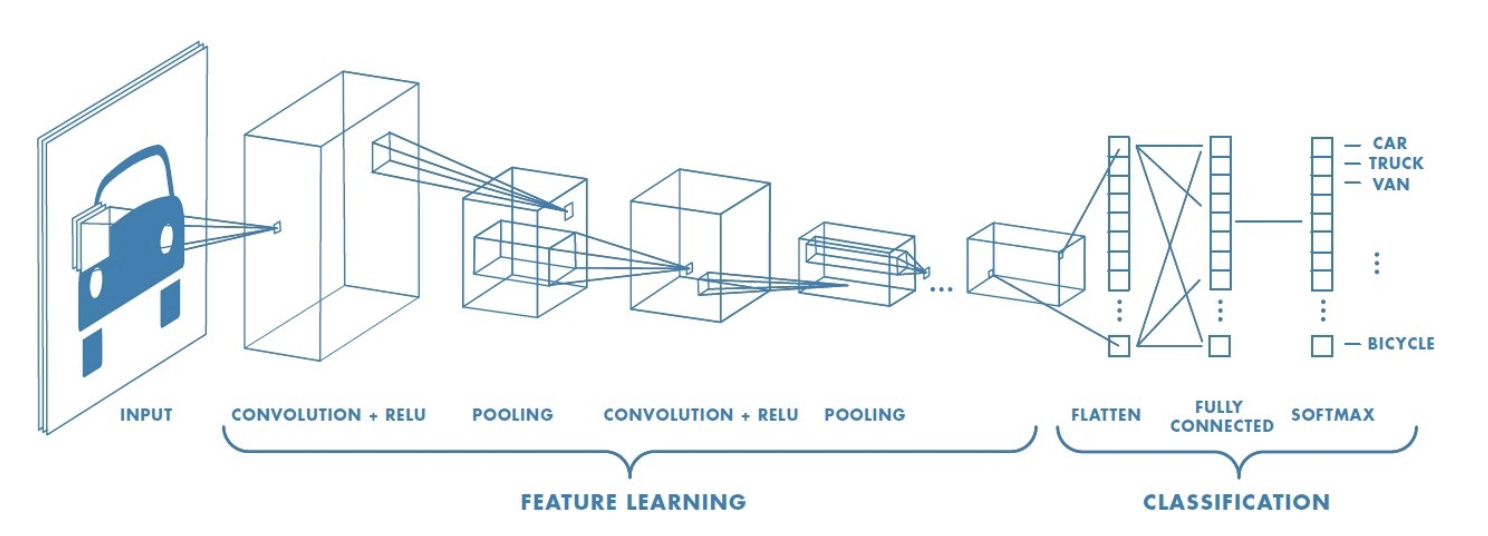 CAR
TRUCK
VAN
BICYCLE
INPUT
CONVOLUTION + RELU
POOLING
CONVOLUTION + RELU
POOLING
FLATTEN
FULLY
CONNECTED
SOFTMAX
FEATURE LEARNING
CLASSIFICATION